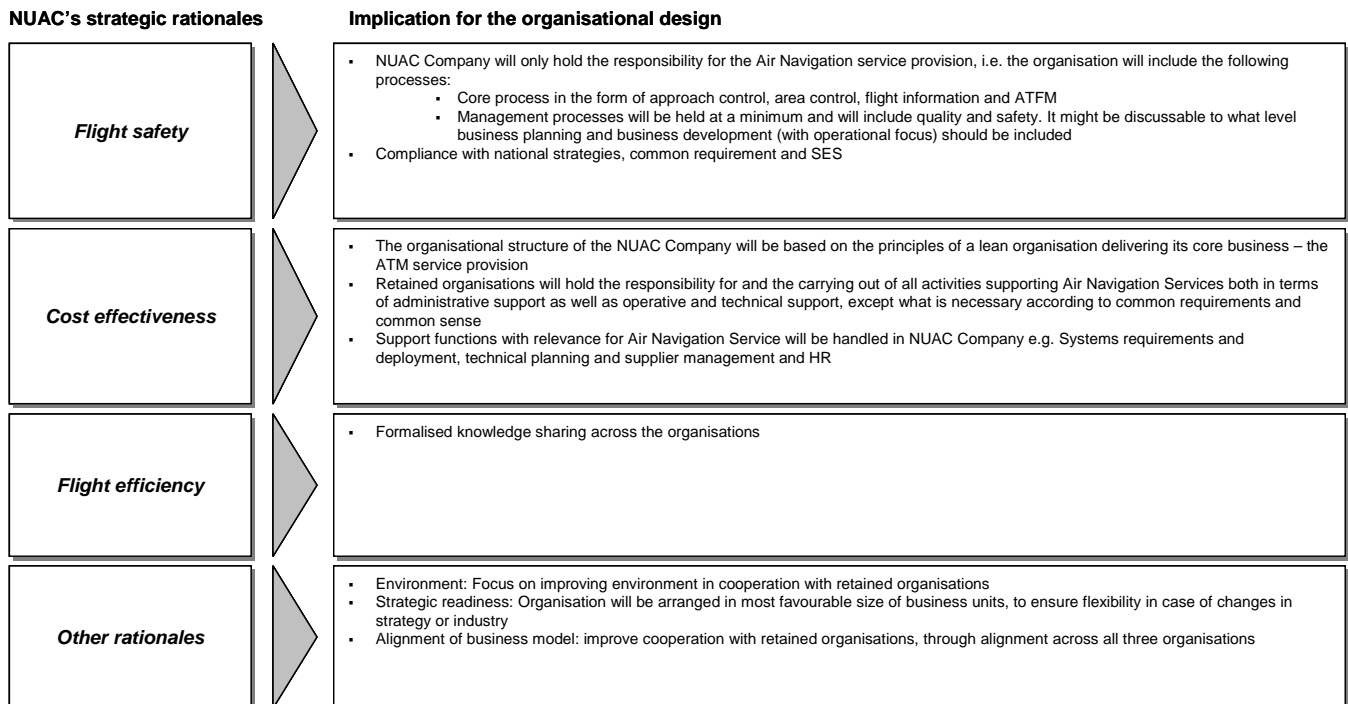 NUAC's strategic rationales
Implication for the organisational design
Flight safety
▪ NUAC Company will only hold the responsibility for the Air Navigation service provision, i.e. the organisation will include the following
processes:
▪ Core process in the form of approach control, area control, flight information and ATFM
▪ Management processes will be held at a minimum and will include quality and safety. It might be discussable to what level
business planning and business development (with operational focus) should be included
▪ Compliance with national strategies, common requirement and SES
Cost effectiveness
▪ The organisational structure of the NUAC Company will be based on the principles of a lean organisation delivering its core business – the
ATM service provision
▪ Retained organisations will hold the responsibility for and the carrying out of all activities supporting Air Navigation Services both in terms
of administrative support as well as operative and technical support, except what is necessary according to common requirements and
common sense
▪ Support functions with relevance for Air Navigation Service will be handled in NUAC Company e.g. Systems requirements and
deployment, technical planning and supplier management and HR
Flight efficiency
▪ Formalised knowledge sharing across the organisations
Other rationales
▪ Environment: Focus on improving environment in cooperation with retained organisations
▪ Strategic readiness: Organisation will be arranged in most favourable size of business units, to ensure flexibility in case of changes in
strategy or industry
▪ Alignment of business model: improve cooperation with retained organisations, through alignment across all three organisations